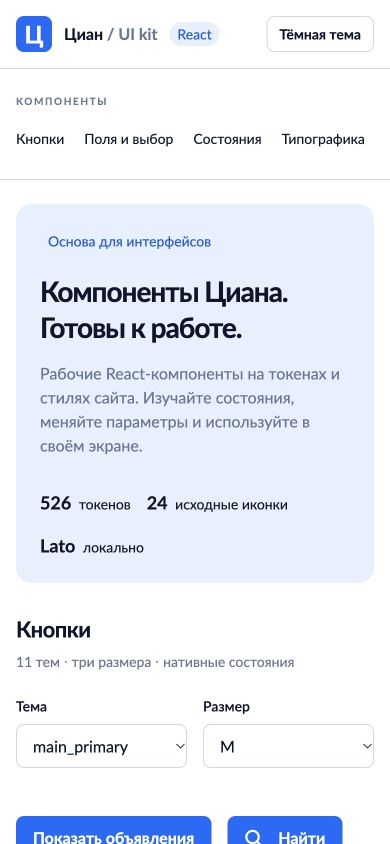 Ц Циан / UI kit React Тёмная тема
КОМПОНЕНТЫ
Кнопки Поля и выбор Состояния Типографика
Основа для интерфейсов
Компоненты Циана.
Готовы к работе.
Рабочие React-компоненты на токенах и
стилях сайта. Изучайте состояния,
меняйте параметры и используйте в
своём экране.
526 токенов 24 исходные иконки
Lato локально
Кнопки
11 тем · три размера · нативные состояния
Тема Размер
main_primary M
Показать объявления Найти